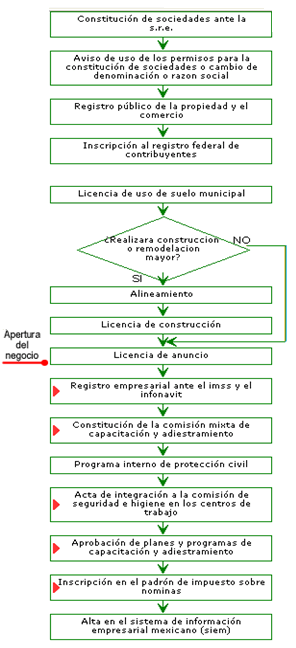 Constitución de sociedades ante la
s.r.e.
Aviso de uso de los permisos para la
constitución de sociedades o cambio de
denominación o razon social
Registro público de la propiedad y el
comercio
Inscripción al registro federal de
contribuyentes
Licencia de uso de suelo municipal
¿Realizara construccion
o remodelacion
mayor?
NO
SI
Alineamiento
Licencia de construcción
Apertura
del
negocio
Licencia de anuncio
Registro empresarial ante el imss y el
infonavit
Constitución de la comisión mixta de
capacitación y adiestramiento
Programa interno de protección civil
Acta de integración a la comisión de
seguridad e higiene en los centros de
trabajo
Aprobación de planes y programas de
capacitación y adiestramiento
Inscripción en el padrón de impuesto sobre
nominas
Alta en el sistema de información
empresarial mexicano (siem)